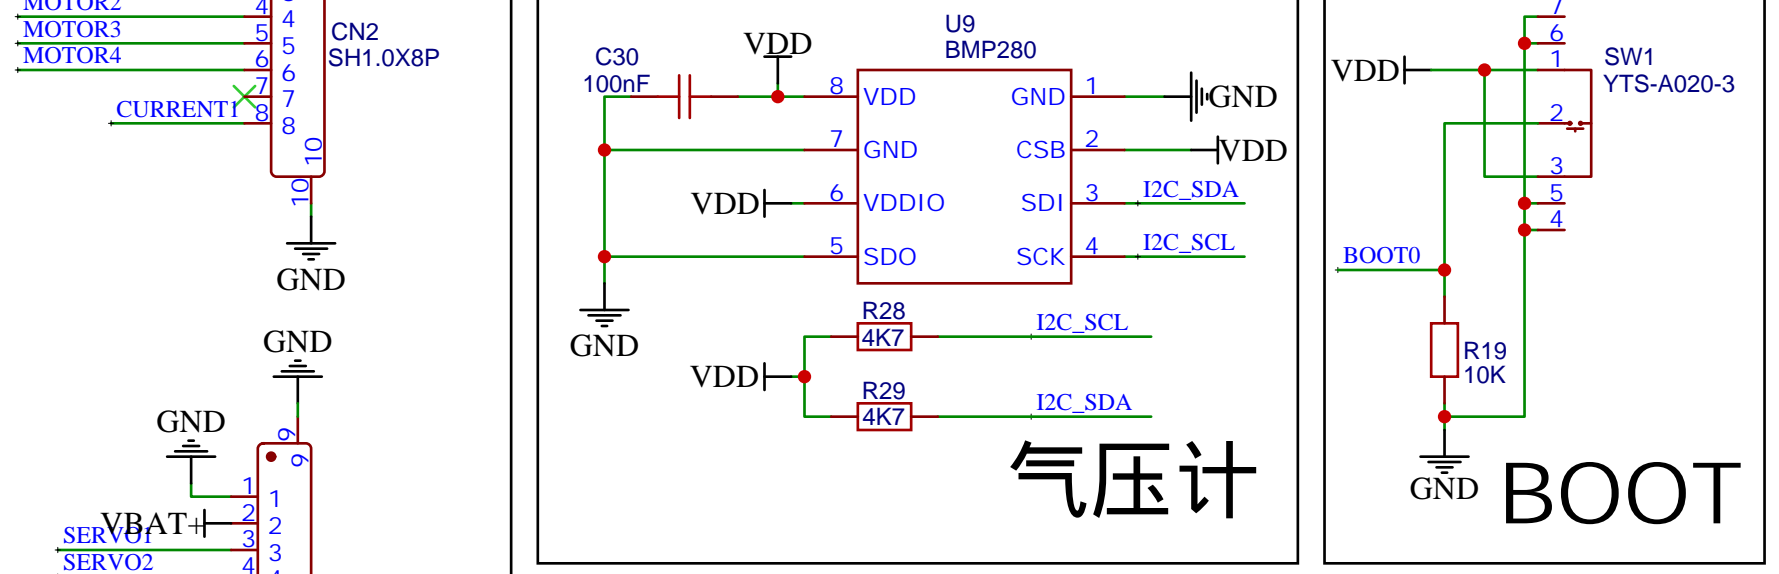 MOTOR2
4
4
MOTOR3
5
5
MOTOR4
6
6
7
7
CURRENT1
8
8
CN2
SH1.0X8P
10
10
GND
GND
9
9
GND
1
1
VBAT+
2
2
SERVO1
3
3
SERVO2
4
U9
BMP280
C30
100nF
VDD
8
VDD
GND
1
GND
7
GND
CSB
2
VDD
VDD
6
VDDIO
SDI
3
I2C_SDA
5
SDO
SCK
4
I2C_SCL
GND
R28
4K7
I2C_SCL
VDD
R29
4K7
I2C_SDA
气压计
7
6
VDD
1
SW1
YTS-A020-3
2
3
5
4
BOOT0
R19
10K
GND
BOOT